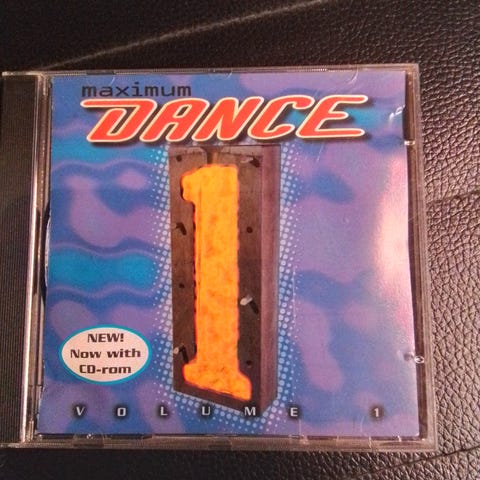 maximum
DANCE
1
NEW!
Now with
CD-rom
VOLUME 1